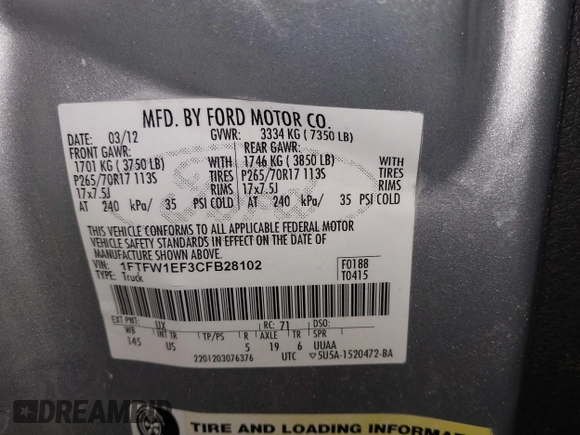 MFD. BY FORD MOTOR CO.
03/12 GVWR: 3334 KG (7350 LB)
FRONT GAWR: REAR GAWR:
1701 KG (3750 LB) WITH 1746 KG (3850 LB) WITH
P265/70R17 113S TIRES P265/70R17 113S TIRES
17x7.5J RIMS 17x7.5J RIMS
AT 240 kPa/ 35 PSI COLD AT 240 kPa/ 35 PSI COLD
THIS VEHICLE CONFORMS TO ALL APPLICABLE FEDERAL MOTOR
VEHICLE SAFETY STANDARDS IN EFFECT ON THE DATE OF
MANUFACTURE SHOWN ABOVE.
VIN: 1FTFW1EF3CFB28102 F0188
TYPE: Truck T0415
EXT PNT: UX RC: 71 DSO:
WB INT TR TP/PS R AXLE TR SPR
145 US 5 19 6 UUAA
2201203076376 UTC ▽5U5A-1520472-BA
DREAMBID
TIRE AND LOADING INFORMAT